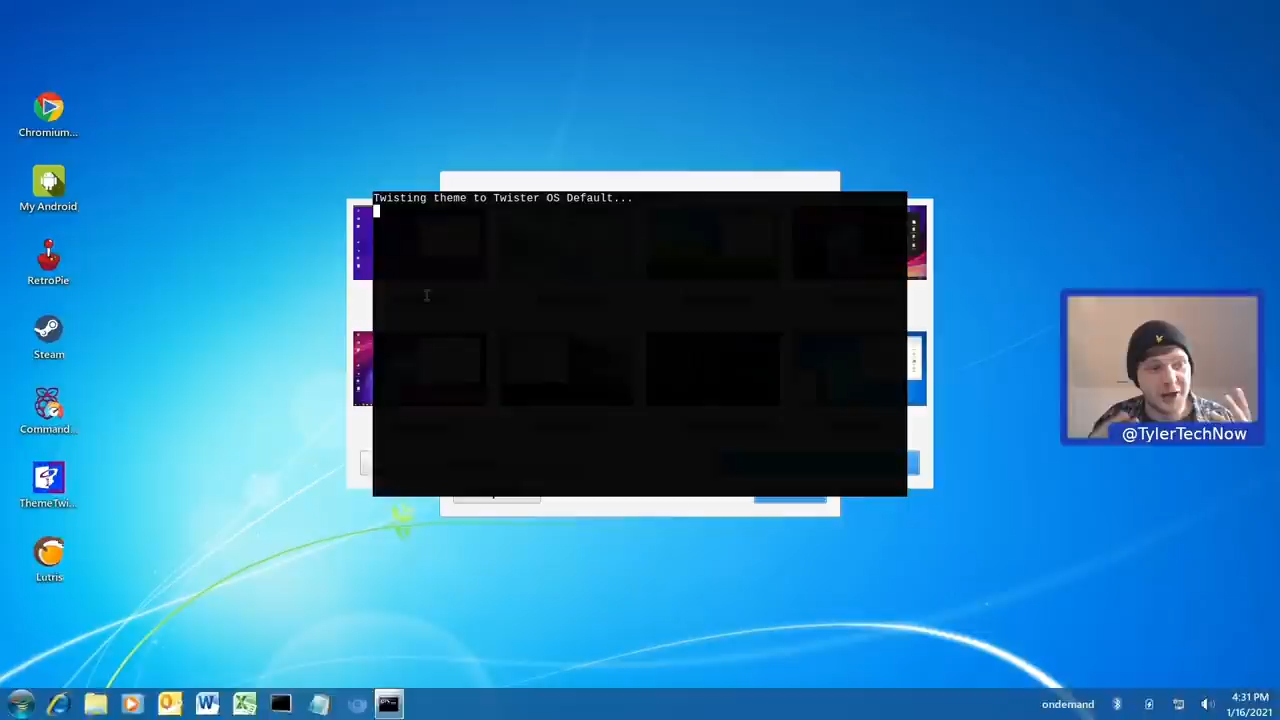 Chromium...
My Android
RetroPie
Steam
Command...
ThemeTwi...
Lutris
Twisting theme to Twister OS Default...
@TylerTechNow
ondemand
4:31 PM
1/16/2021